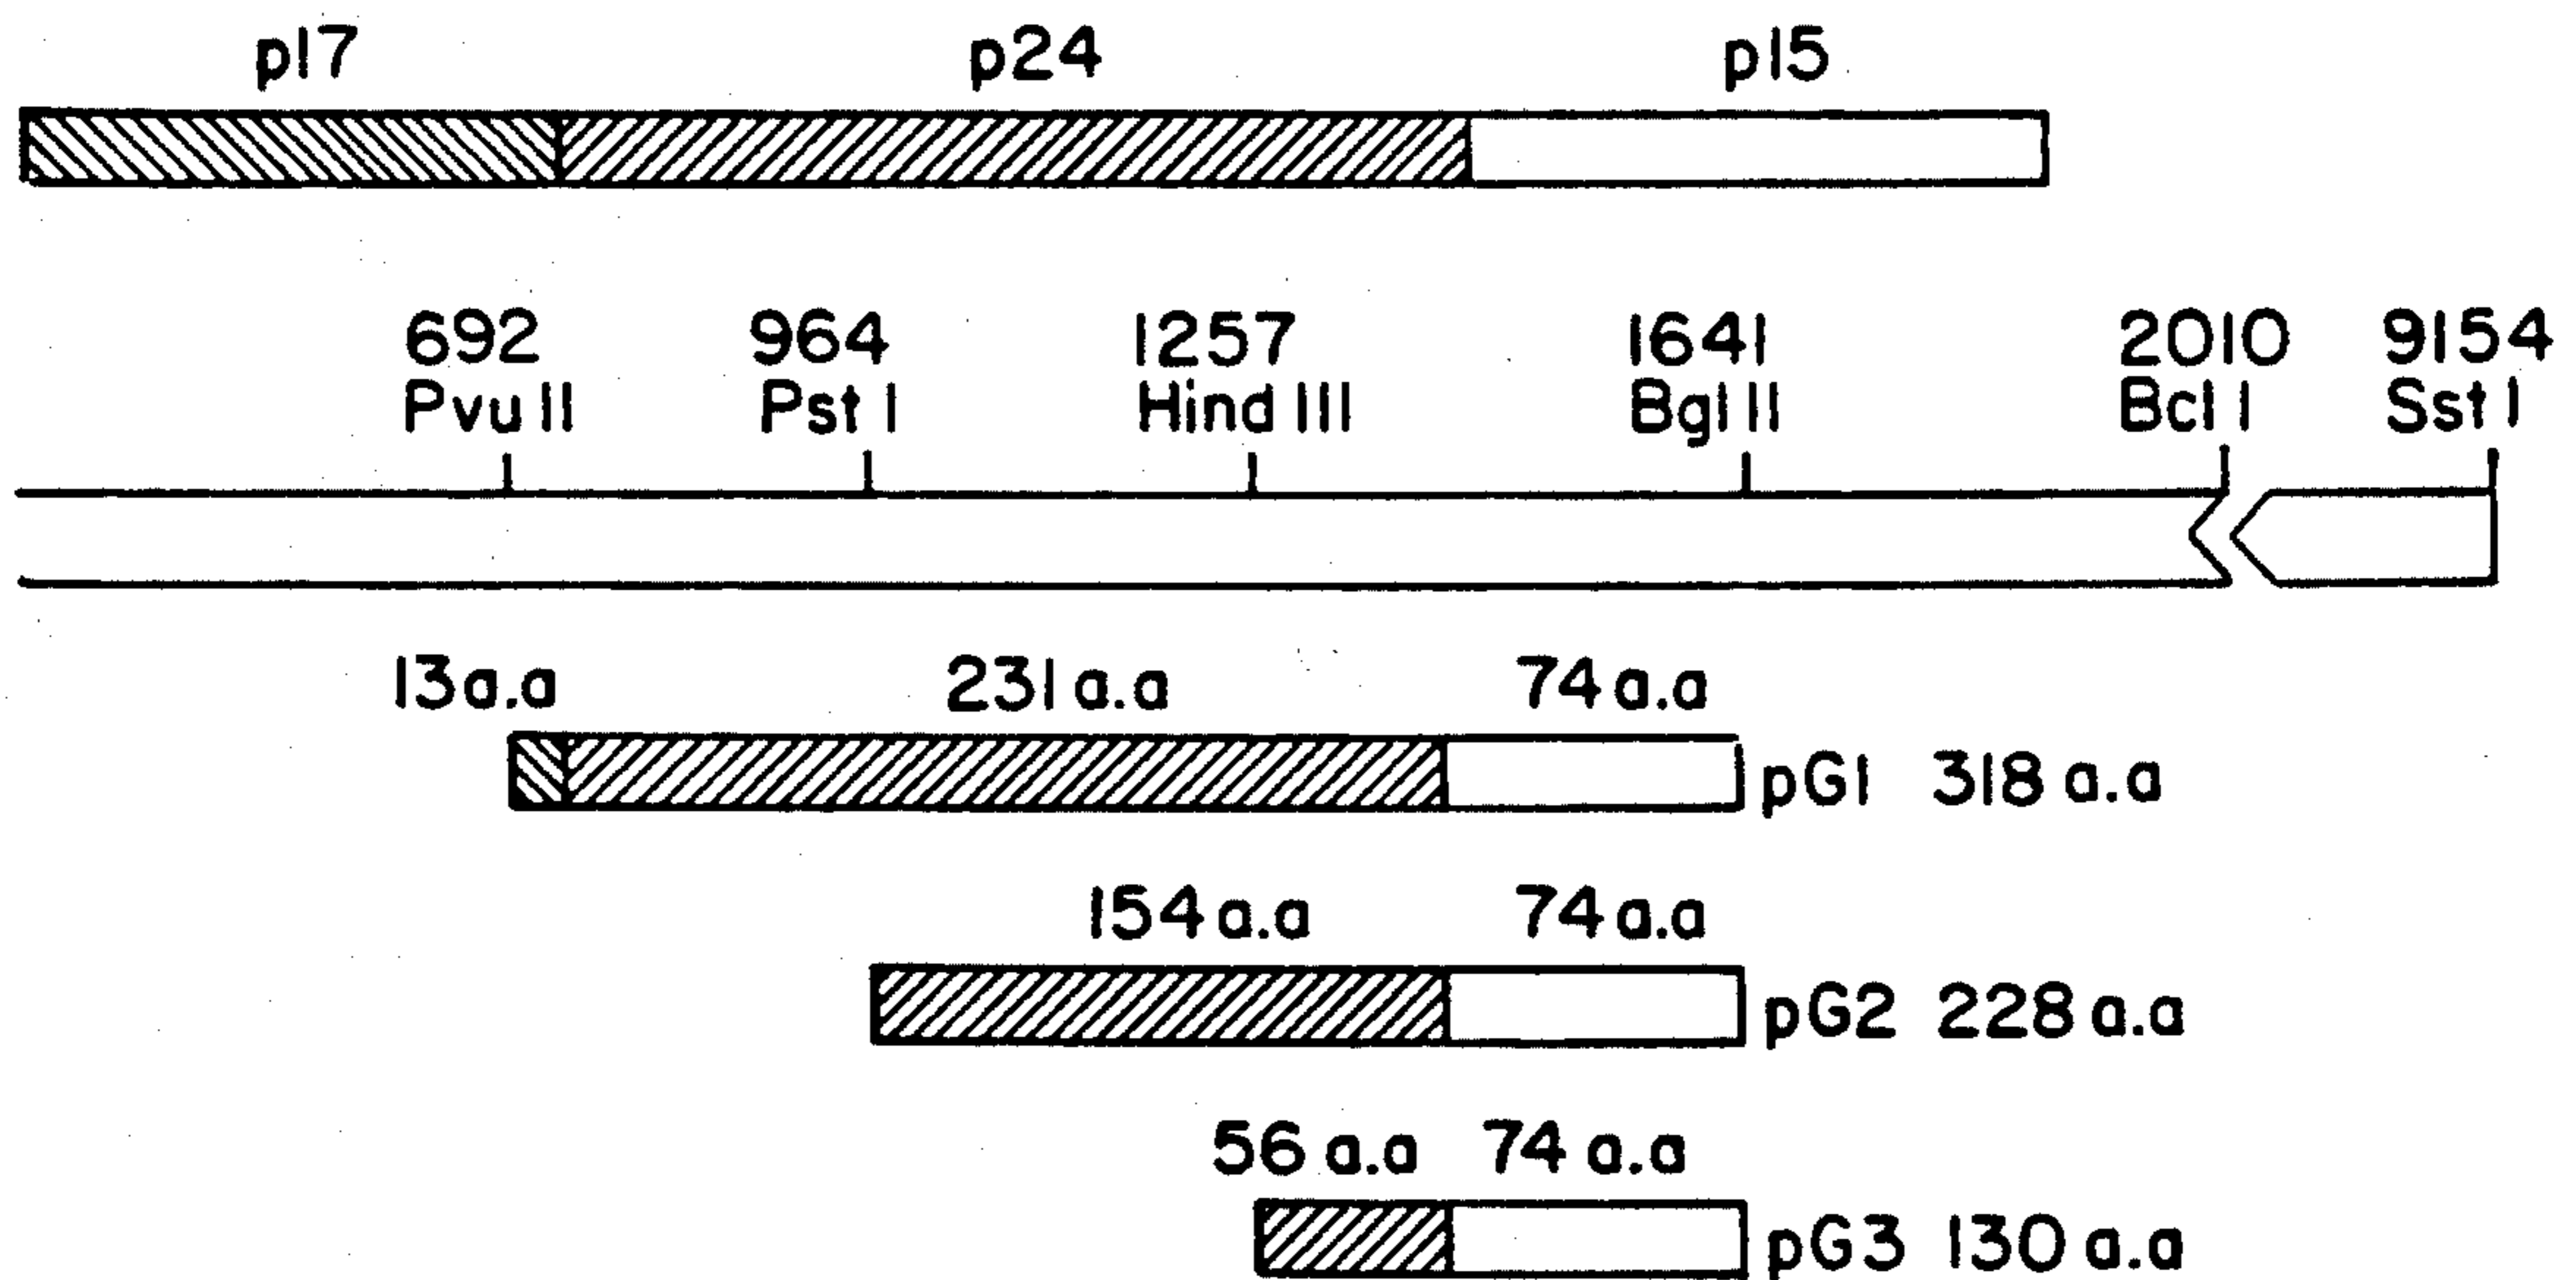 p17 p24 p15
692 964 1257 1641 2010 9154
Pvu II Pst I Hind III Bgl II Bcl I Sst I
13 a.a 231 a.a 74 a.a
pG1 318 a.a
154 a.a 74 a.a
pG2 228 a.a
56 a.a 74 a.a
pG3 130 a.a